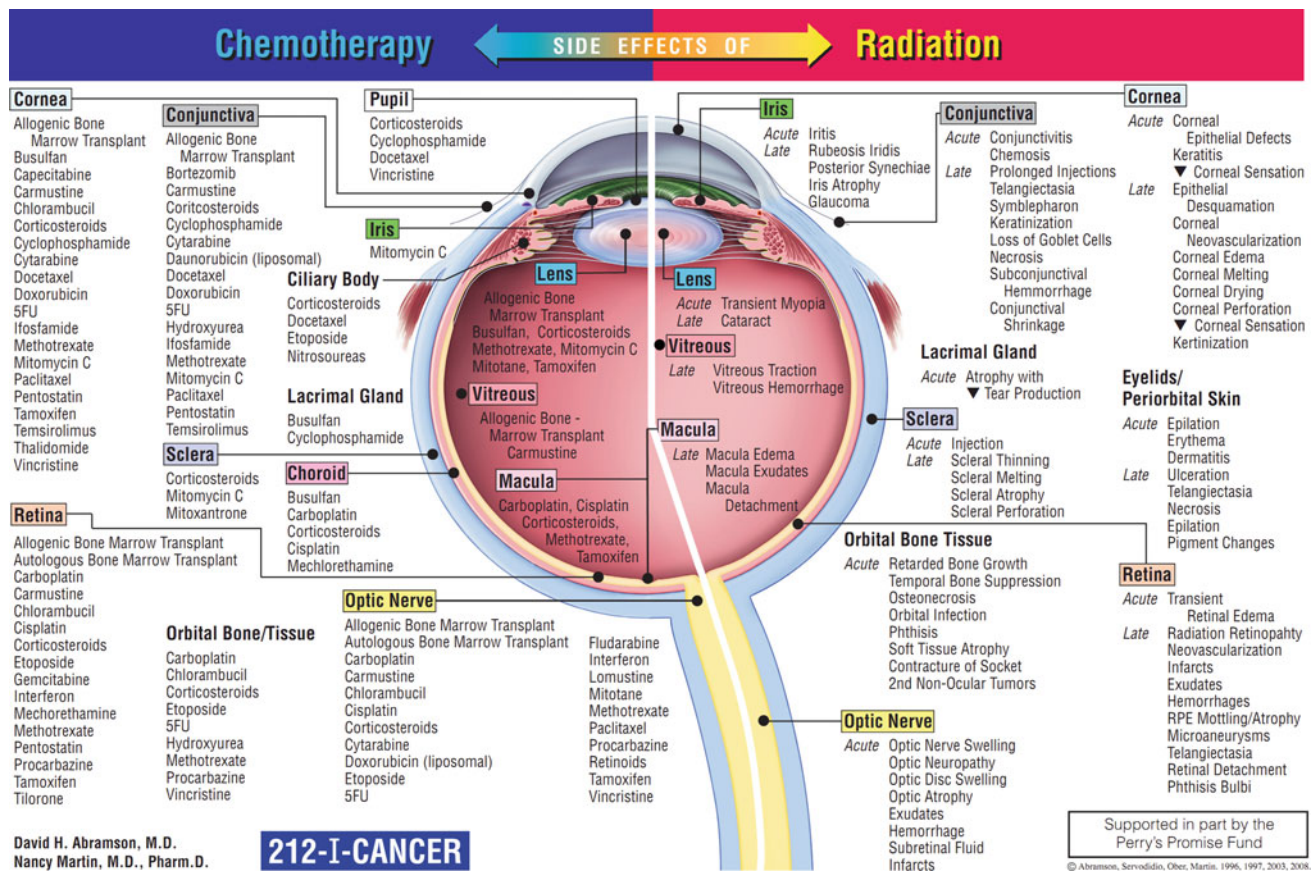 Chemotherapy
SIDE EFFECTS OF
Radiation
Cornea
Allogenic Bone
Marrow Transplant
Busulfan
Capecitabine
Carmustine
Chlorambucil
Corticosteroids
Cyclophosphamide
Cytarabine
Docetaxel
Doxorubicin
5FU
Ifosfamide
Methotrexate
Mitomycin C
Paclitaxel
Pentostatin
Tamoxifen
Temsirolimus
Thalidomide
Vincristine
Conjunctiva
Allogenic Bone
Marrow Transplant
Bortezomib
Carmustine
Coritcosteroids
Cyclophosphamide
Cytarabine
Daunorubicin (liposomal)
Docetaxel
Doxorubicin
5FU
Hydroxyurea
Ifosfamide
Methotrexate
Mitomycin C
Paclitaxel
Pentostatin
Temsirolimus
Sclera
Corticosteroids
Mitomycin C
Mitoxantrone
Pupil
Corticosteroids
Cyclophosphamide
Docetaxel
Vincristine
Iris
Mitomycin C
Ciliary Body
Corticosteroids
Docetaxel
Etoposide
Nitrosoureas
Lacrimal Gland
Busulfan
Cyclophosphamide
Choroid
Busulfan
Carboplatin
Corticosteroids
Cisplatin
Mechlorethamine
Lens
Allogenic Bone
Marrow Transplant
Busulfan, Corticosteroids
Methotrexate, Mitomycin C
Mitotane, Tamoxifen
Vitreous
Allogenic Bone -
Marrow Transplant
Carmustine
Macula
Carboplatin, Cisplatin
Corticosteroids,
Methotrexate,
Tamoxifen
Retina
Allogenic Bone Marrow Transplant
Autologous Bone Marrow Transplant
Carboplatin
Carmustine
Chlorambucil
Cisplatin
Corticosteroids
Etoposide
Gemcitabine
Interferon
Mechorethamine
Methotrexate
Pentostatin
Procarbazine
Tamoxifen
Tilorone
Orbital Bone/Tissue
Carboplatin
Chlorambucil
Corticosteroids
Etoposide
5FU
Hydroxyurea
Methotrexate
Procarbazine
Vincristine
Optic Nerve
Allogenic Bone Marrow Transplant
Autologous Bone Marrow Transplant
Carboplatin
Carmustine
Chlorambucil
Cisplatin
Corticosteroids
Cytarabine
Doxorubicin (liposomal)
Etoposide
5FU
Fludarabine
Interferon
Lomustine
Mitotane
Methotrexate
Paclitaxel
Procarbazine
Retinoids
Tamoxifen
Vincristine
Iris
Acute Iritis
Late Rubeosis Iridis
Posterior Synechiae
Iris Atrophy
Glaucoma
Lens
Acute Transient Myopia
Late Cataract
Vitreous
Late Vitreous Traction
Vitreous Hemorrhage
Macula
Late Macula Edema
Macula Exudates
Macula
Detachment
Conjunctiva
Acute Conjunctivitis
Chemosis
Late Prolonged Injections
Telangiectasia
Symblepharon
Keratinization
Loss of Goblet Cells
Necrosis
Subconjunctival
Hemmorrhage
Conjunctival
Shrinkage
Lacrimal Gland
Acute Atrophy with
▼ Tear Production
Sclera
Acute Injection
Late Scleral Thinning
Scleral Melting
Scleral Atrophy
Scleral Perforation
Orbital Bone Tissue
Acute Retarded Bone Growth
Temporal Bone Suppression
Osteonecrosis
Orbital Infection
Phthisis
Soft Tissue Atrophy
Contracture of Socket
2nd Non-Ocular Tumors
Optic Nerve
Acute Optic Nerve Swelling
Optic Neuropathy
Optic Disc Swelling
Optic Atrophy
Exudates
Hemorrhage
Subretinal Fluid
Infarcts
Cornea
Acute Corneal
Epithelial Defects
Keratitis
▼ Corneal Sensation
Late Epithelial
Desquamation
Corneal
Neovascularization
Corneal Edema
Corneal Melting
Corneal Drying
Corneal Perforation
▼ Corneal Sensation
Kertinization
Eyelids/
Periorbital Skin
Acute Epilation
Erythema
Dermatitis
Late Ulceration
Telangiectasia
Necrosis
Epilation
Pigment Changes
Retina
Acute Transient
Retinal Edema
Late Radiation Retinopahty
Neovascularization
Infarcts
Exudates
Hemorrhages
RPE Mottling/Atrophy
Microaneurysms
Telangiectasia
Retinal Detachment
Phthisis Bulbi
David H. Abramson, M.D.
Nancy Martin, M.D., Pharm.D.
212-I-CANCER
Supported in part by the
Perry's Promise Fund
© Abramson, Servodidio, Ober, Martin. 1996, 1997, 2003, 2008.